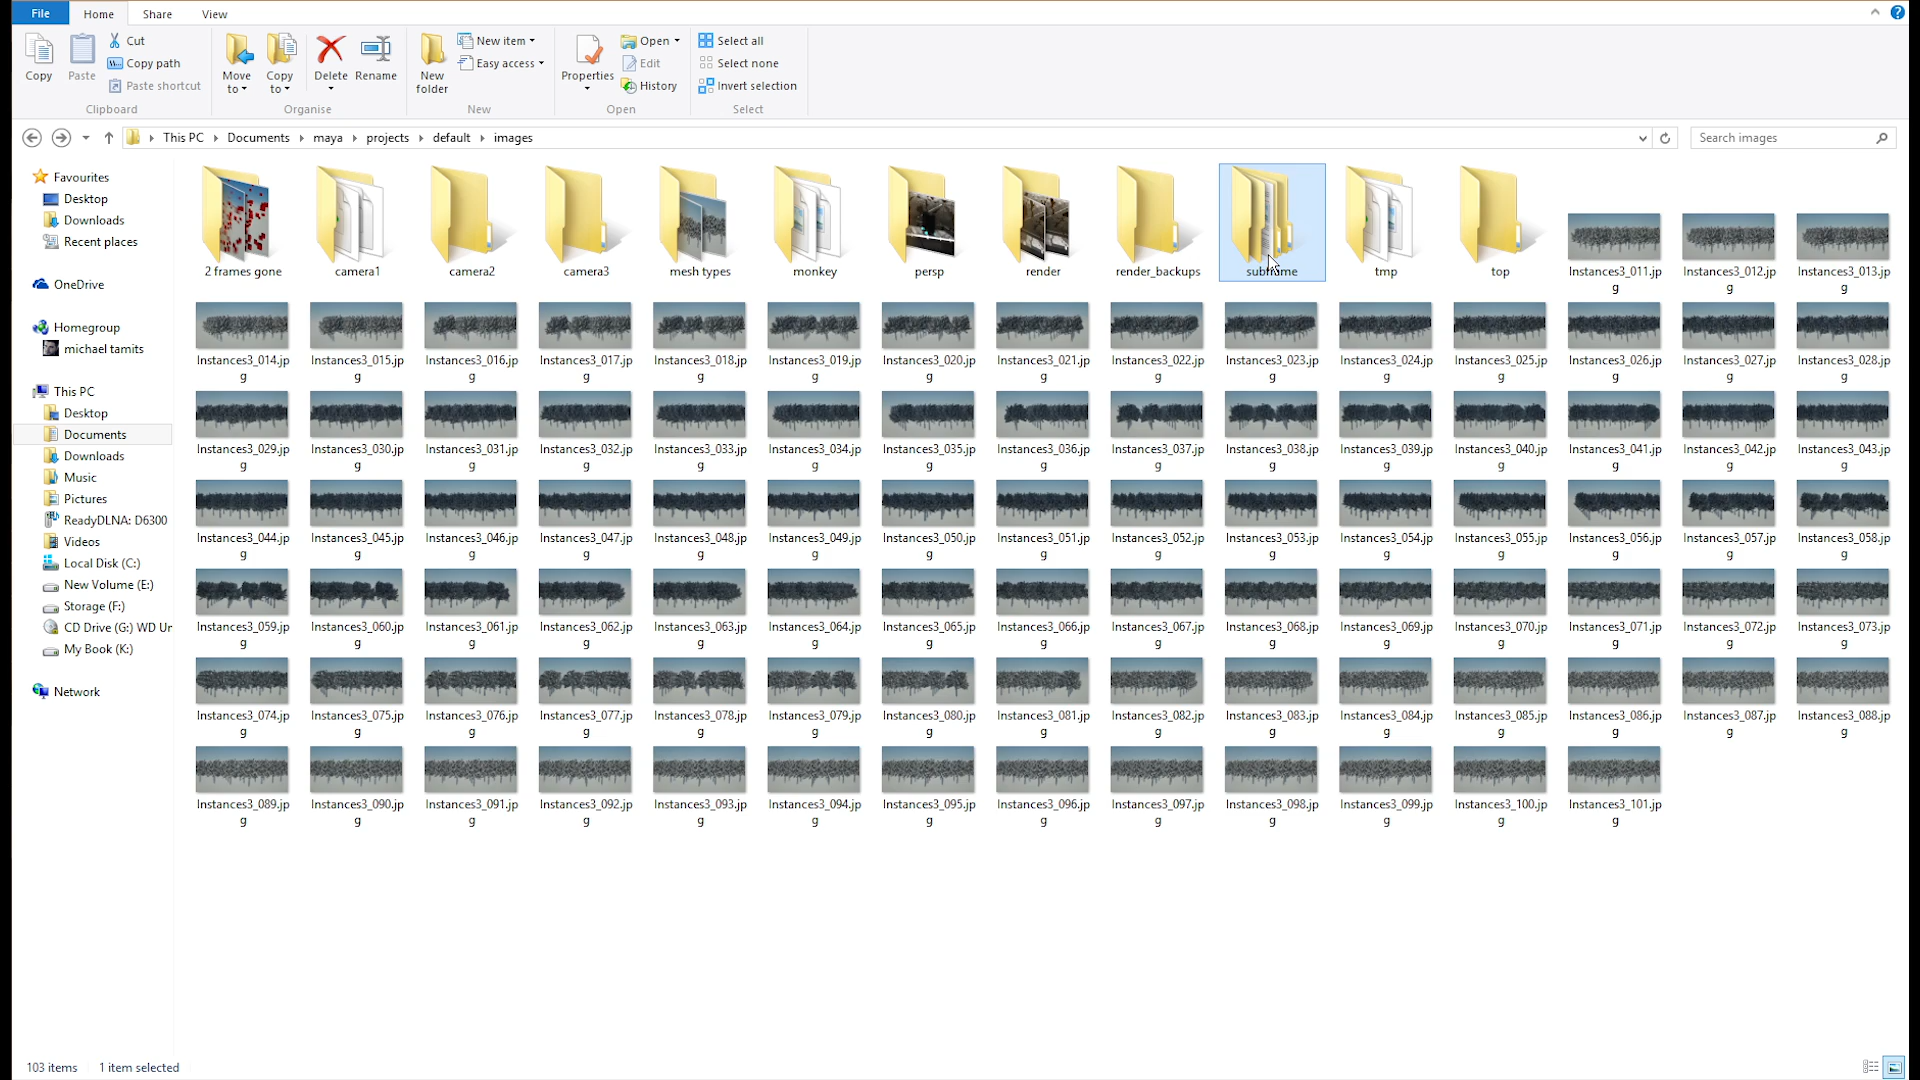 File Home Share View
Copy Paste Cut Copy path Paste shortcut Clipboard
Move to Copy to Delete Rename Organise
New folder New item Easy access New
Properties Open Edit History Open
Select all Select none Invert selection Select
This PC Documents maya projects default images Search images
Favourites
Desktop
Downloads
Recent places
OneDrive
Homegroup
michael tamits
This PC
Desktop
Documents
Downloads
Music
Pictures
ReadyDLNA: D6300
Videos
Local Disk (C:)
New Volume (E:)
Storage (F:)
CD Drive (G:) WD Ur
My Book (K:)
Network
2 frames gone camera1 camera2 camera3 mesh types monkey persp render render_backups tmp top Instances3_011.jpg Instances3_012.jpg Instances3_013.jpg
Instances3_014.jpg Instances3_015.jpg Instances3_016.jpg Instances3_017.jpg Instances3_018.jpg Instances3_019.jpg Instances3_020.jpg Instances3_021.jpg Instances3_022.jpg Instances3_023.jpg Instances3_024.jpg Instances3_025.jpg Instances3_026.jpg Instances3_027.jpg Instances3_028.jpg
Instances3_029.jpg Instances3_030.jpg Instances3_031.jpg Instances3_032.jpg Instances3_033.jpg Instances3_034.jpg Instances3_035.jpg Instances3_036.jpg Instances3_037.jpg Instances3_038.jpg Instances3_039.jpg Instances3_040.jpg Instances3_041.jpg Instances3_042.jpg Instances3_043.jpg
Instances3_044.jpg Instances3_045.jpg Instances3_046.jpg Instances3_047.jpg Instances3_048.jpg Instances3_049.jpg Instances3_050.jpg Instances3_051.jpg Instances3_052.jpg Instances3_053.jpg Instances3_054.jpg Instances3_055.jpg Instances3_056.jpg Instances3_057.jpg Instances3_058.jpg
Instances3_059.jpg Instances3_060.jpg Instances3_061.jpg Instances3_062.jpg Instances3_063.jpg Instances3_064.jpg Instances3_065.jpg Instances3_066.jpg Instances3_067.jpg Instances3_068.jpg Instances3_069.jpg Instances3_070.jpg Instances3_071.jpg Instances3_072.jpg Instances3_073.jpg
Instances3_074.jpg Instances3_075.jpg Instances3_076.jpg Instances3_077.jpg Instances3_078.jpg Instances3_079.jpg Instances3_080.jpg Instances3_081.jpg Instances3_082.jpg Instances3_083.jpg Instances3_084.jpg Instances3_085.jpg Instances3_086.jpg Instances3_087.jpg Instances3_088.jpg
Instances3_089.jpg Instances3_090.jpg Instances3_091.jpg Instances3_092.jpg Instances3_093.jpg Instances3_094.jpg Instances3_095.jpg Instances3_096.jpg Instances3_097.jpg Instances3_098.jpg Instances3_099.jpg Instances3_100.jpg Instances3_101.jpg
103 items 1 item selected